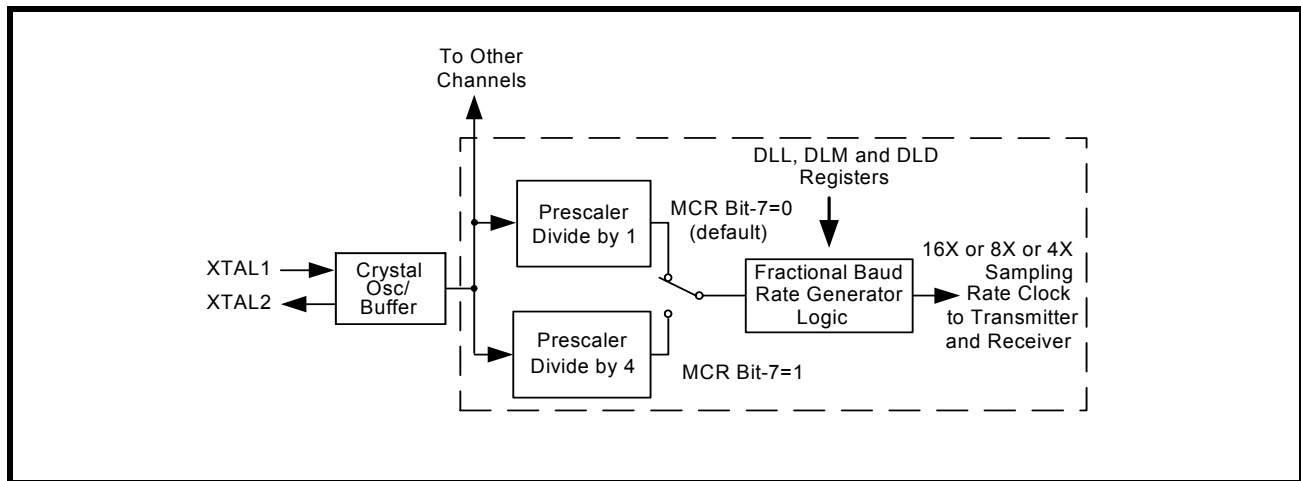 To Other
Channels
DLL, DLM and DLD
Registers
Prescaler
Divide by 1
MCR Bit-7=0
(default)
XTAL1
XTAL2
Crystal
Osc/
Buffer
Fractional Baud
Rate Generator
Logic
16X or 8X or 4X
Sampling
Rate Clock
to Transmitter
and Receiver
Prescaler
Divide by 4
MCR Bit-7=1